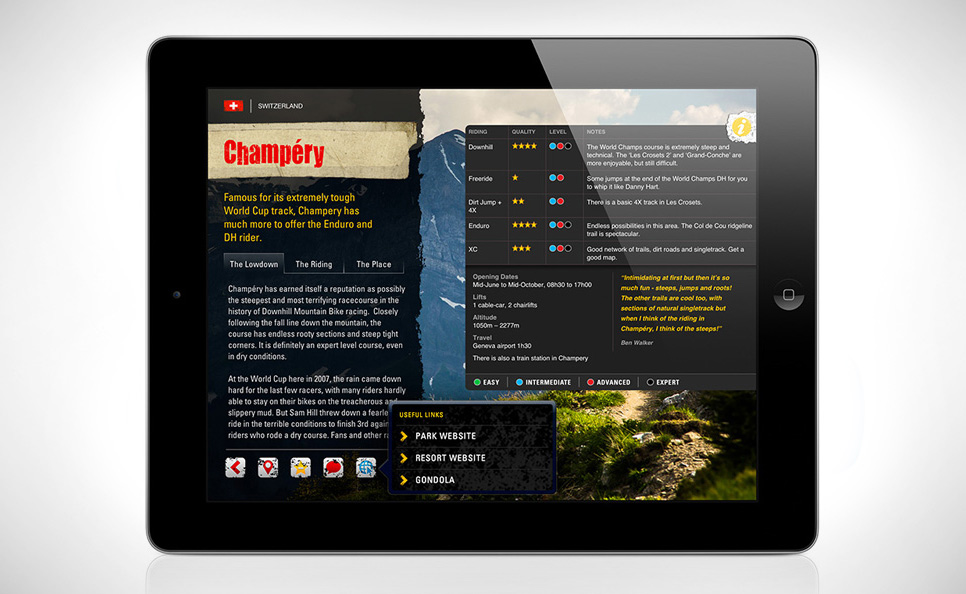 SWITZERLAND
Champéry
Famous for its extremely tough
World Cup track, Champery has
much more to offer the Enduro and
DH rider.
The Lowdown The Riding The Place
Champéry has earned itself a reputation as possibly
the steepest and most terrifying racecourse in the
history of Downhill Mountain Bike racing. Closely
following the fall line down the mountain, the
course has endless rooty sections and steep tight
corners. It is definitely an expert level course, even
in dry conditions.
At the World Cup here in 2007, the rain came down
hard for the last few racers, with many riders hardly
able to stay on their bikes on the treacherous and
slippery mud. But Sam Hill threw down a
ride in the terrible conditions to finish 3rd
riders who rode a dry course. Fans and other
RIDING QUALITY LEVEL NOTES
i
Downhill ★★★★ The World Champs course is extremely steep and
technical. The 'Les Crosets 2' and 'Grand-Conche' are
more enjoyable, but still difficult.
Freeride ★ Some jumps at the end of the World Champs DH for you
to whip it like Danny Hart.
Dirt Jump + ★★ There is a basic 4X track in Les Crosets.
4X
Enduro ★★★★ Endless possibilities in this area. The Col de Cou ridgeline
trail is spectacular.
XC ★★★ Good network of trails, dirt roads and singletrack. Get a
good map.
Opening Dates
Mid-June to Mid-October, 08h30 to 17h00
Lifts
1 cable-car, 2 chairlifts
Altitude
1050m – 2277m
Travel
Geneva airport 1h30
There is also a train station in Champery
"Intimidating at first but then it's so
much fun - steeps, jumps and roots!
The other trails are cool too, with
sections of natural singletrack but
when I think of the riding in
Champéry, I think of the steeps!"
Ben Walker
EASY INTERMEDIATE ADVANCED EXPERT
USEFUL LINKS
PARK WEBSITE
RESORT WEBSITE
GONDOLA